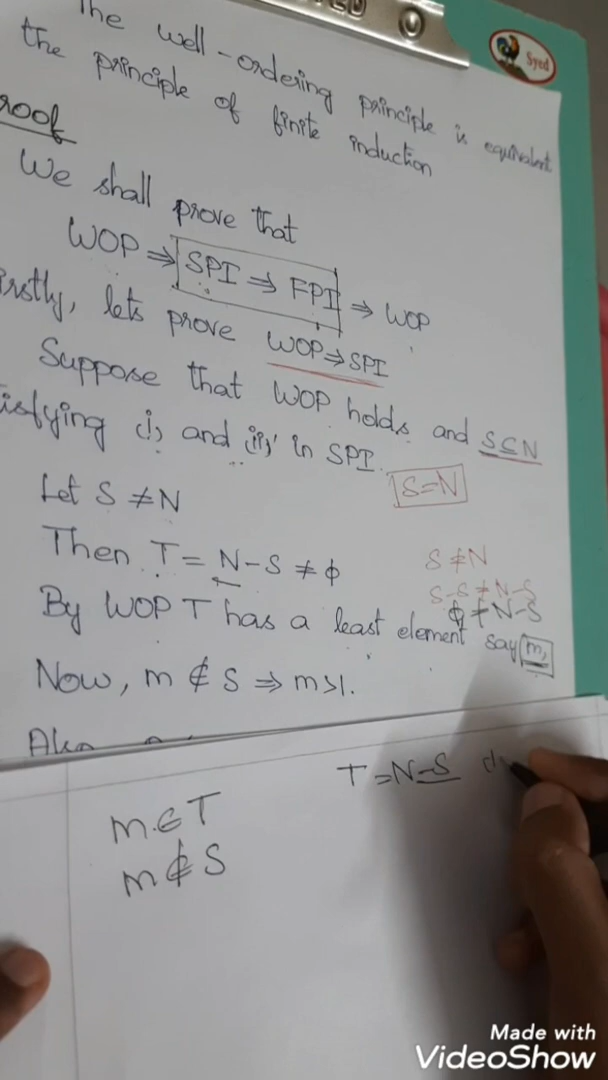 Syed
The well-ordering principle is equivalent
the principle of finite induction
roof
We shall prove that
WOP ⇒ SPI ⇒ FPI ⇒ WOP
irstly, lets prove WOP⇒SPI
Suppose that WOP holds and S⊆N
isfying (i) and (ii)' in SPI.
S=N
Let S ≠ N
Then T = N-S ≠ φ
S ≠ N
S-S ≠ N-S
φ ≠ N-S
By WOP T has a least element say m,
Now, m ∉ S ⇒ m>1.
Also
T = N-S
m ∈ T
m ∉ S
Made with
VideoShow